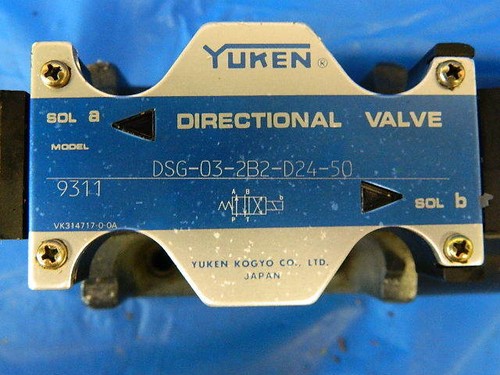 YUKEN®
SOL a
DIRECTIONAL VALVE
MODEL
DSG-03-2B2-D24-50
9311
A B
P T
b
SOL b
VK314717-0-0A
YUKEN KOGYO CO., LTD.
JAPAN